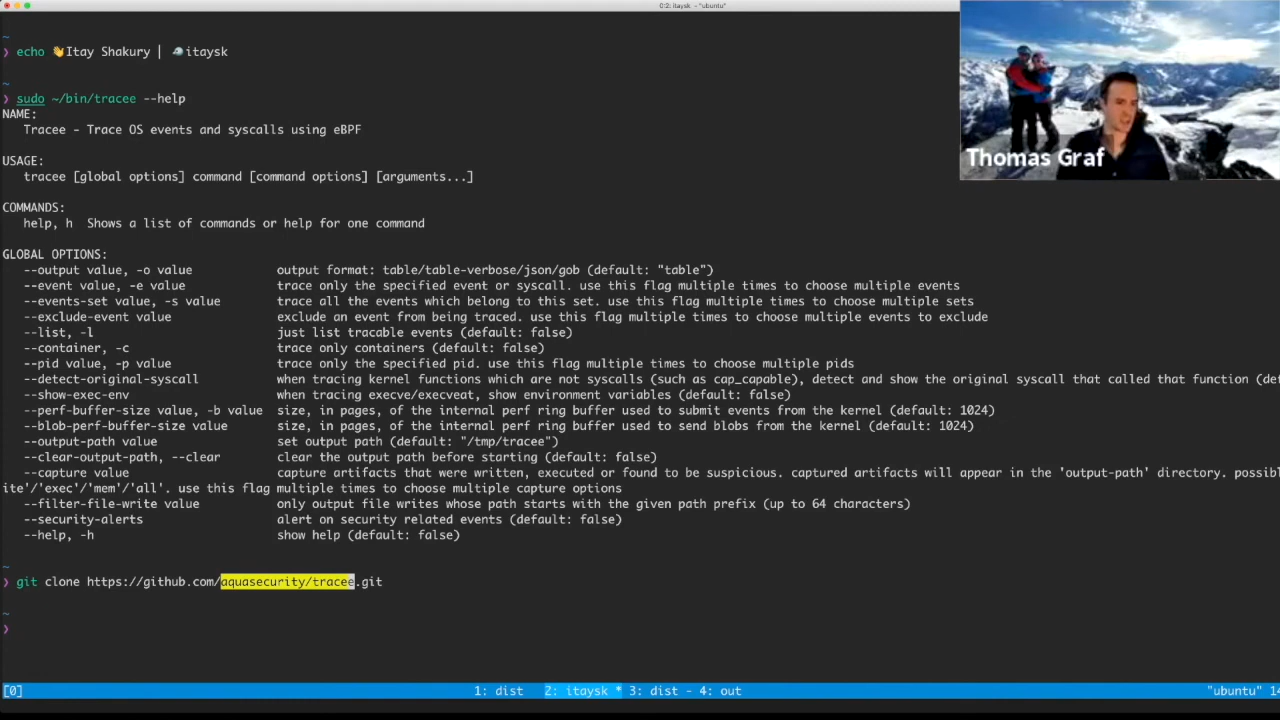 0:2: itaysk - "ubuntu"
~
❯ echo 👋Itay Shakury | 🐦itaysk
~
❯ sudo ~/bin/tracee --help
NAME:
Tracee - Trace OS events and syscalls using eBPF
USAGE:
tracee [global options] command [command options] [arguments...]
COMMANDS:
help, h  Shows a list of commands or help for one command
GLOBAL OPTIONS:
--output value, -o value            output format: table/table-verbose/json/gob (default: "table")
--event value, -e value             trace only the specified event or syscall. use this flag multiple times to choose multiple events
--events-set value, -s value        trace all the events which belong to this set. use this flag multiple times to choose multiple sets
--exclude-event value               exclude an event from being traced. use this flag multiple times to choose multiple events to exclude
--list, -l                          just list tracable events (default: false)
--container, -c                     trace only containers (default: false)
--pid value, -p value               trace only the specified pid. use this flag multiple times to choose multiple pids
--detect-original-syscall           when tracing kernel functions which are not syscalls (such as cap_capable), detect and show the original syscall that called that function (def
--show-exec-env                     when tracing execve/execveat, show environment variables (default: false)
--perf-buffer-size value, -b value  size, in pages, of the internal perf ring buffer used to submit events from the kernel (default: 1024)
--blob-perf-buffer-size value       size, in pages, of the internal perf ring buffer used to send blobs from the kernel (default: 1024)
--output-path value                 set output path (default: "/tmp/tracee")
--clear-output-path, --clear        clear the output path before starting (default: false)
--capture value                     capture artifacts that were written, executed or found to be suspicious. captured artifacts will appear in the 'output-path' directory. possibl
ite'/'exec'/'mem'/'all'. use this flag multiple times to choose multiple capture options
--filter-file-write value           only output file writes whose path starts with the given path prefix (up to 64 characters)
--security-alerts                   alert on security related events (default: false)
--help, -h                          show help (default: false)
~
❯ git clone https://github.com/aquasecurity/tracee.git
~
❯
[0] 1: dist 2: itaysk * 3: dist - 4: out "ubuntu" 14
Thomas Graf